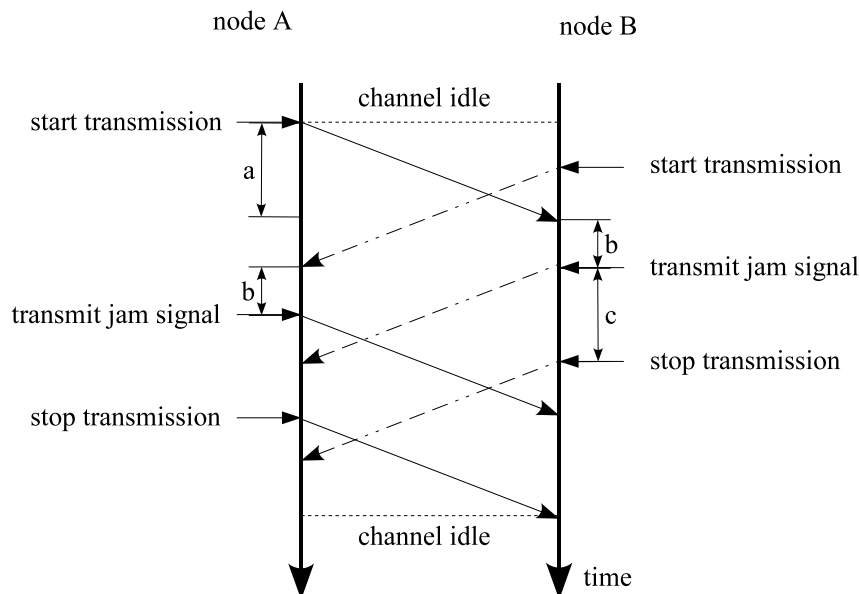 node A
node B
channel idle
start transmission
a
start transmission
b
b
transmit jam signal
transmit jam signal
c
stop transmission
stop transmission
channel idle
time